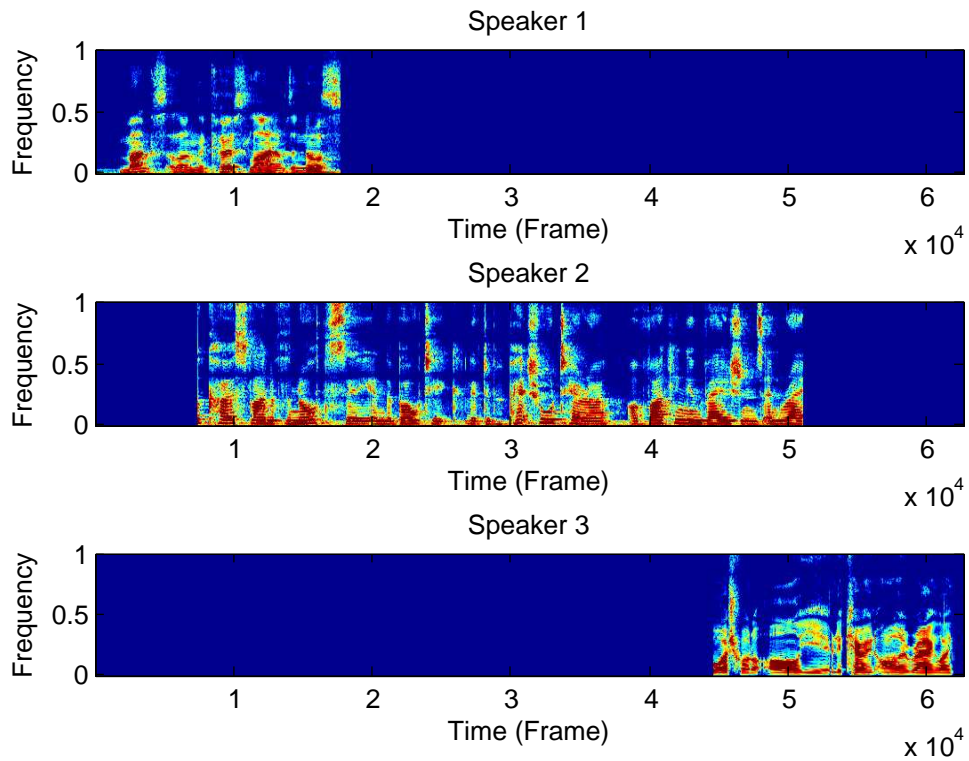 Speaker 1
1
0.5
0
Frequency
1 2 3 4 5 6
Time (Frame)
x 10^4
Speaker 2
1
0.5
0
Frequency
1 2 3 4 5 6
Time (Frame)
x 10^4
Speaker 3
1
0.5
0
Frequency
1 2 3 4 5 6
Time (Frame)
x 10^4